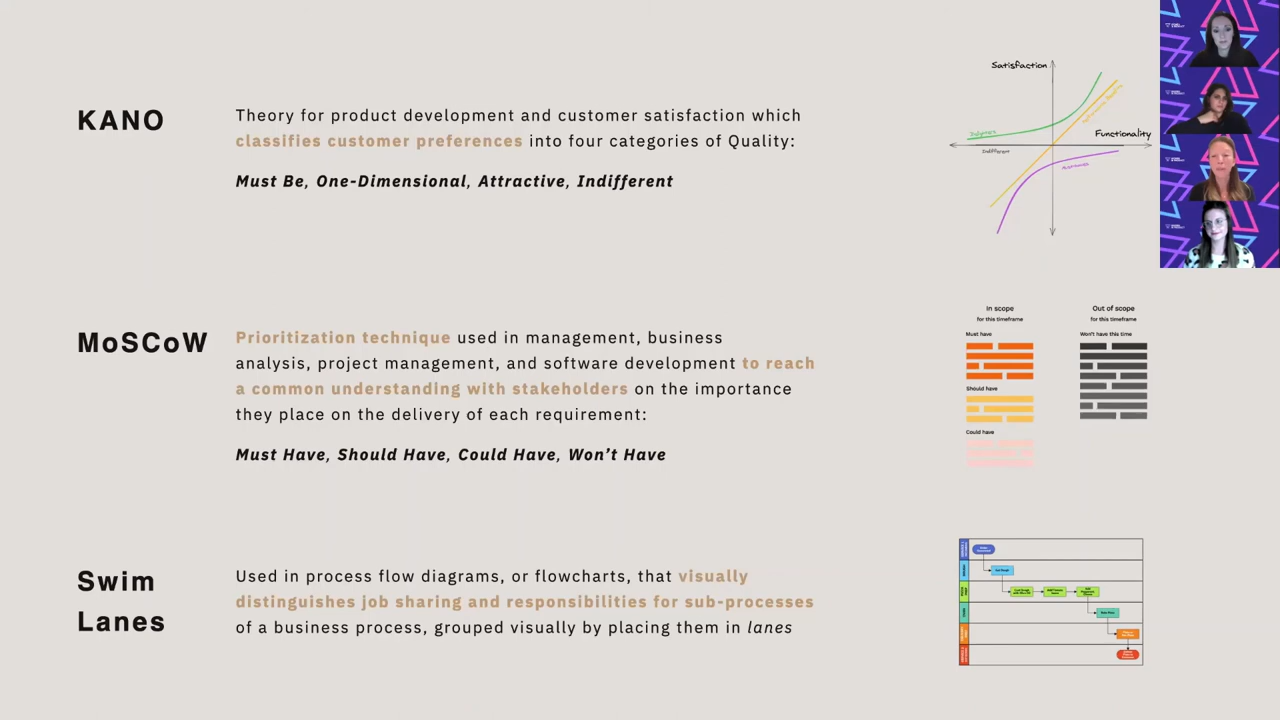 KANO
Theory for product development and customer satisfaction which
classifies customer preferences into four categories of Quality:
Must Be, One-Dimensional, Attractive, Indifferent
Satisfaction
Functionality
Indifferent
MoSCoW
Prioritization technique used in management, business
analysis, project management, and software development to reach
a common understanding with stakeholders on the importance
they place on the delivery of each requirement:
Must Have, Should Have, Could Have, Won't Have
In scope
for this timeframe
Must have
Should have
Could have
Out of scope
for this timeframe
Won't have this time
Swim
Lanes
Used in process flow diagrams, or flowcharts, that visually
distinguishes job sharing and responsibilities for sub-processes
of a business process, grouped visually by placing them in lanes